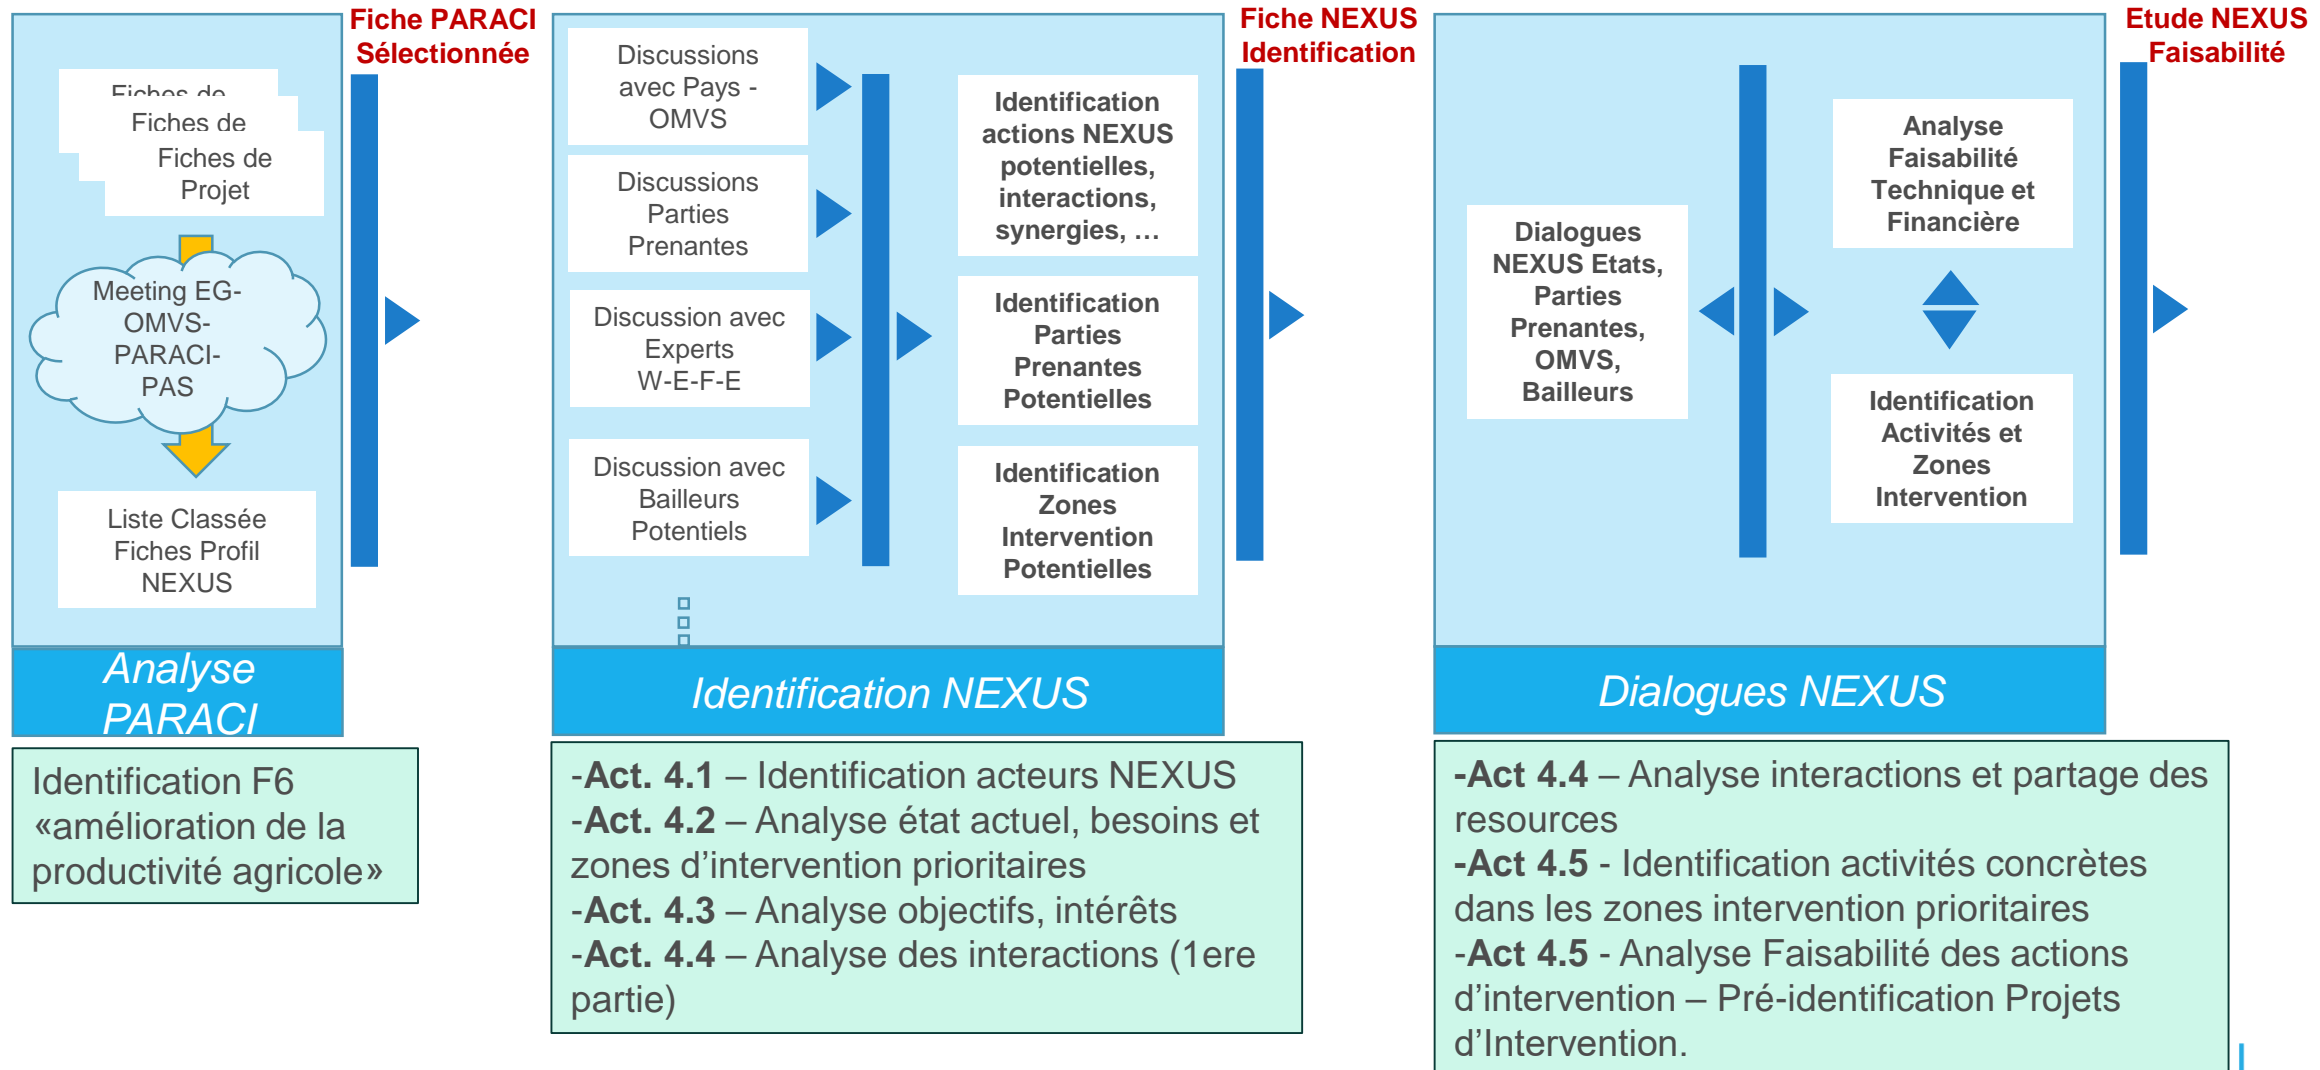 Fiche PARACI
Sélectionnée
Fiches de
Fiches de
Fiches de
Projet
Meeting EG-
OMVS-
PARACI-
PAS
Liste Classée
Fiches Profil
NEXUS
Analyse
PARACI
Identification F6
«amélioration de la
productivité agricole»
Fiche NEXUS
Identification
Discussions
avec Pays -
OMVS
Discussions
Parties
Prenantes
Discussion avec
Experts
W-E-F-E
Discussion avec
Bailleurs
Potentiels
Identification
actions NEXUS
potentielles,
interactions,
synergies, …
Identification
Parties
Prenantes
Potentielles
Identification
Zones
Intervention
Potentielles
Identification NEXUS
-Act. 4.1 – Identification acteurs NEXUS
-Act. 4.2 – Analyse état actuel, besoins et
zones d’intervention prioritaires
-Act. 4.3 – Analyse objectifs, intérêts
-Act. 4.4 – Analyse des interactions (1ere
partie)
Etude NEXUS
Faisabilité
Dialogues
NEXUS Etats,
Parties
Prenantes,
OMVS,
Bailleurs
Analyse
Faisabilité
Technique et
Financière
Identification
Activités et
Zones
Intervention
Dialogues NEXUS
-Act 4.4 – Analyse interactions et partage des
resources
-Act 4.5 - Identification activités concrètes
dans les zones intervention prioritaires
-Act 4.5 - Analyse Faisabilité des actions
d’intervention – Pré-identification Projets
d’Intervention.